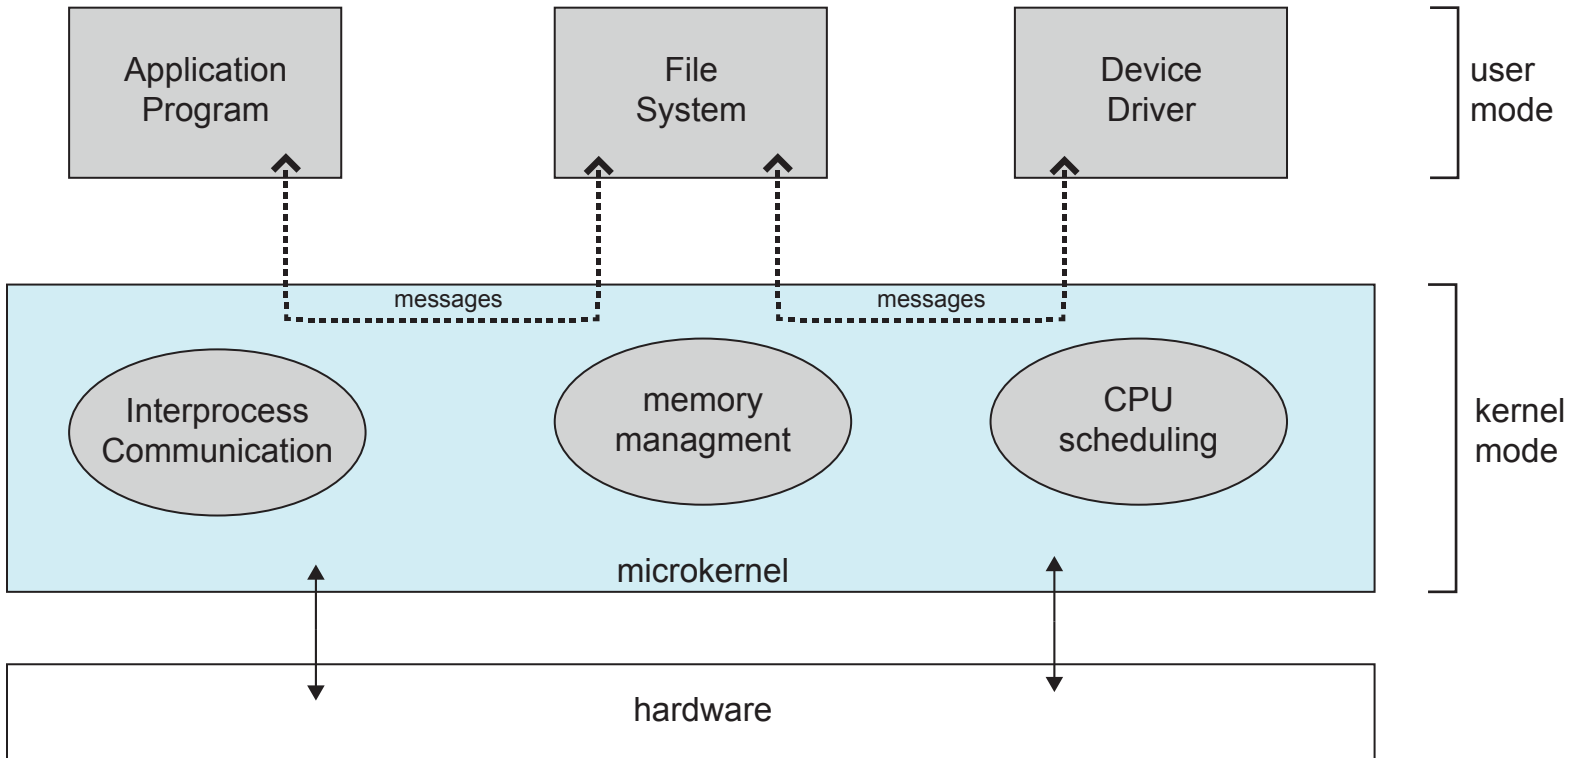 Application
Program
File
System
Device
Driver
user
mode
messages
messages
Interprocess
Communication
memory
managment
CPU
scheduling
kernel
mode
microkernel
hardware